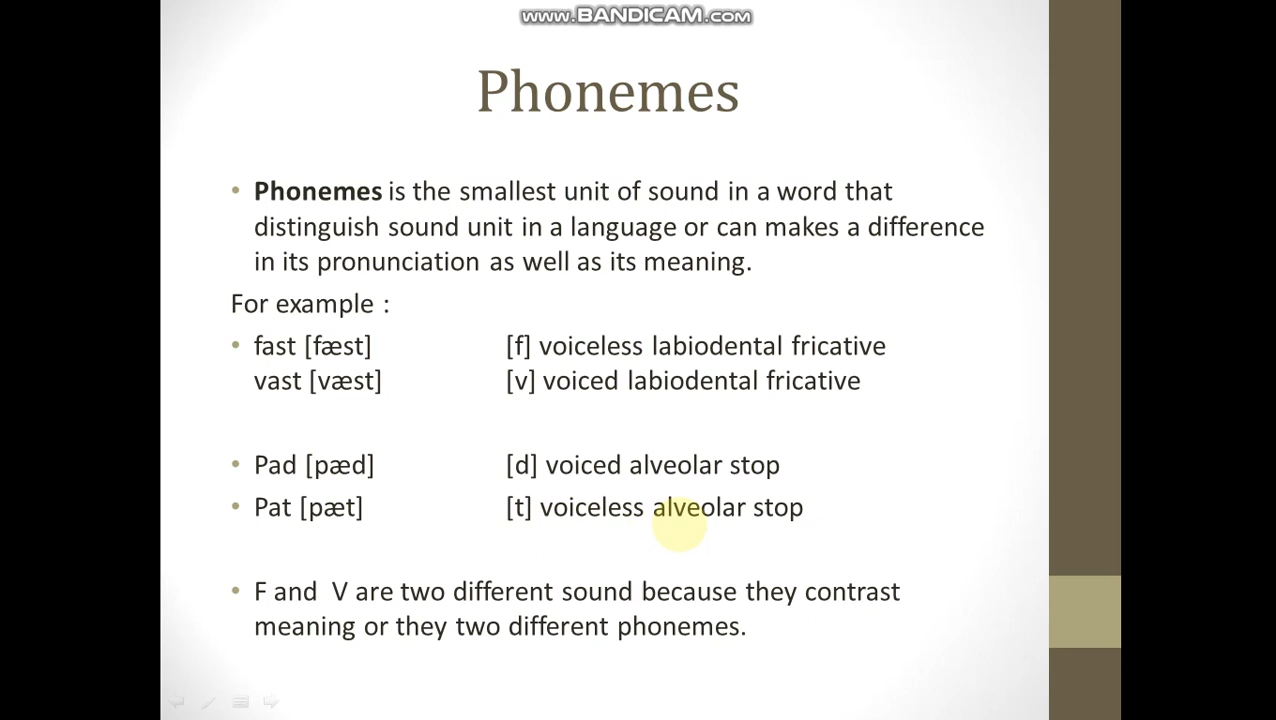 www.BANDICAM.com
Phonemes
• Phonemes is the smallest unit of sound in a word that
distinguish sound unit in a language or can makes a difference
in its pronunciation as well as its meaning.
For example :
• fast [fæst] [f] voiceless labiodental fricative
vast [væst] [v] voiced labiodental fricative
• Pad [pæd] [d] voiced alveolar stop
• Pat [pæt] [t] voiceless alveolar stop
• F and V are two different sound because they contrast
meaning or they two different phonemes.